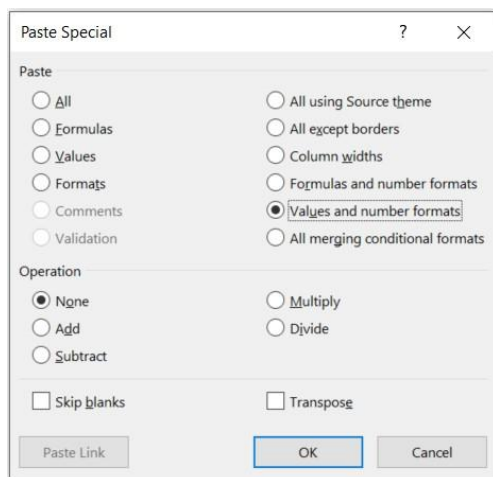 Paste Special ?
Paste
All
All using Source theme
Formulas
All except borders
Values
Column widths
Formats
Formulas and number formats
Comments
Values and number formats
Validation
All merging conditional formats
Operation
None
Multiply
Add
Divide
Subtract
Skip blanks
Transpose
Paste Link
OK
Cancel